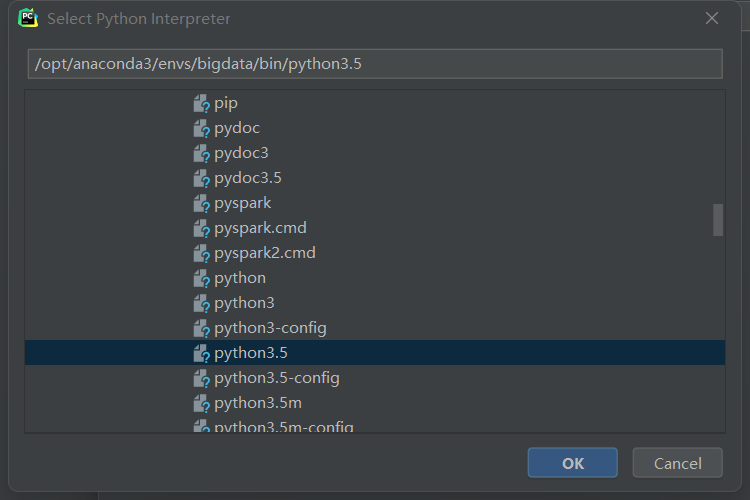 PC
Select Python Interpreter
/opt/anaconda3/envs/bigdata/bin/python3.5
pip
pydoc
pydoc3
pydoc3.5
pyspark
pyspark.cmd
pyspark2.cmd
python
python3
python3-config
python3.5
python3.5-config
python3.5m
python3.5m-config
OK
Cancel